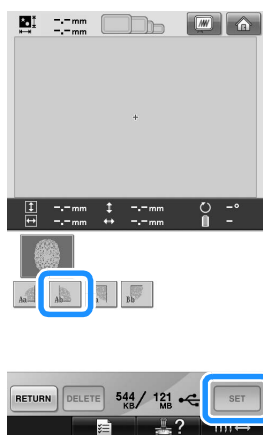 -.- mm
-.- mm
-.- mm -.- mm -°
-.- mm -.- mm -
Aa Ab Bb
RETURN DELETE 544 KB/ 121 MB SET
?